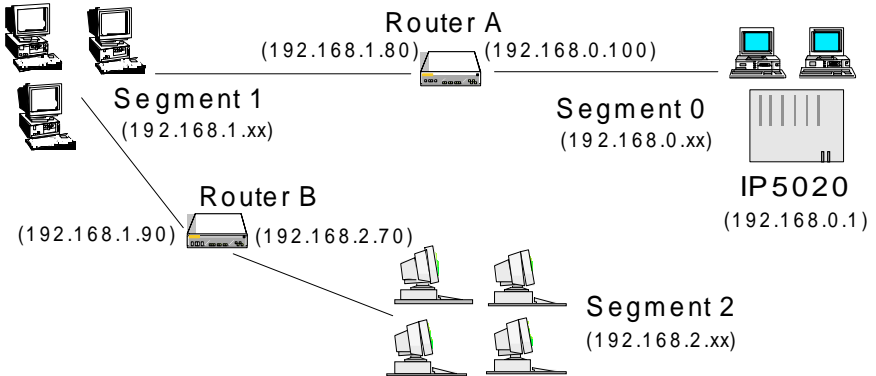 Router A
(192.168.1.80) (192.168.0.100)
Segment 1
(192.168.1.xx)
Segment 0
(192.168.0.xx)
IP5020
(192.168.0.1)
Router B
(192.168.1.90) (192.168.2.70)
Segment 2
(192.168.2.xx)